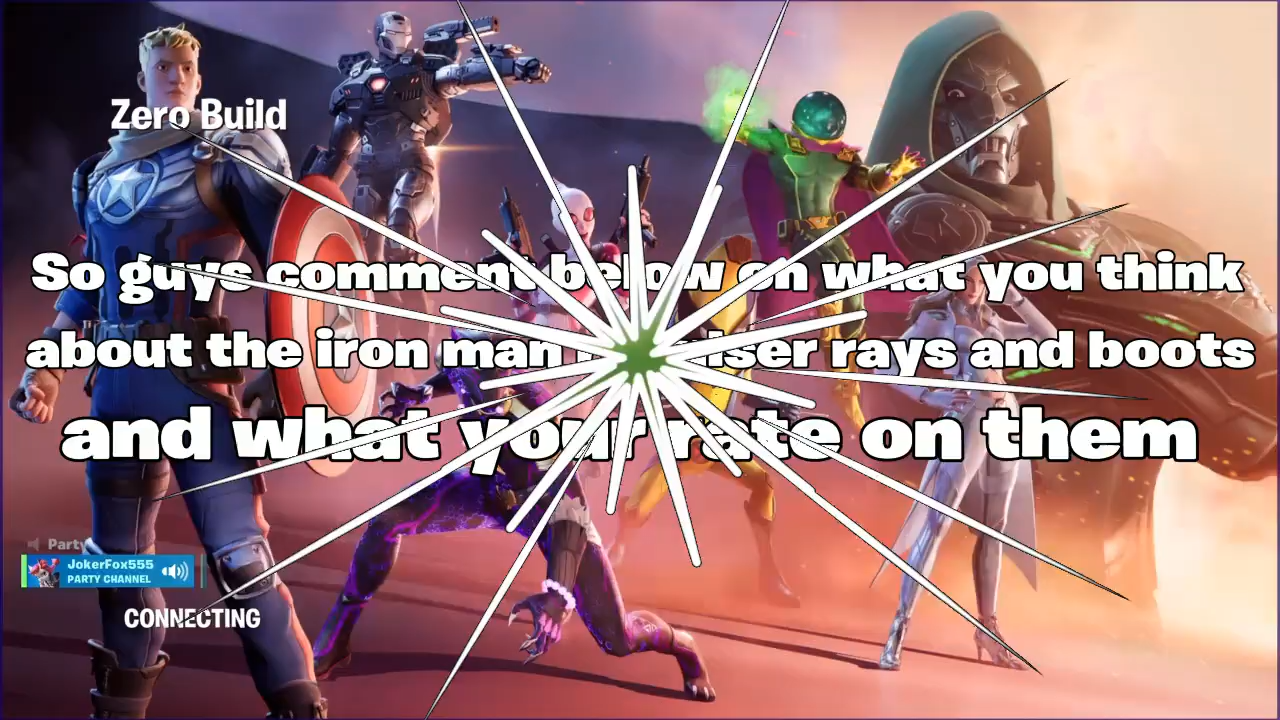 Zero Build
So guys comment below on what you think
about the iron man rays and boots
and what your rate on them
Party
JokerFox555
PARTY CHANNEL
CONNECTING